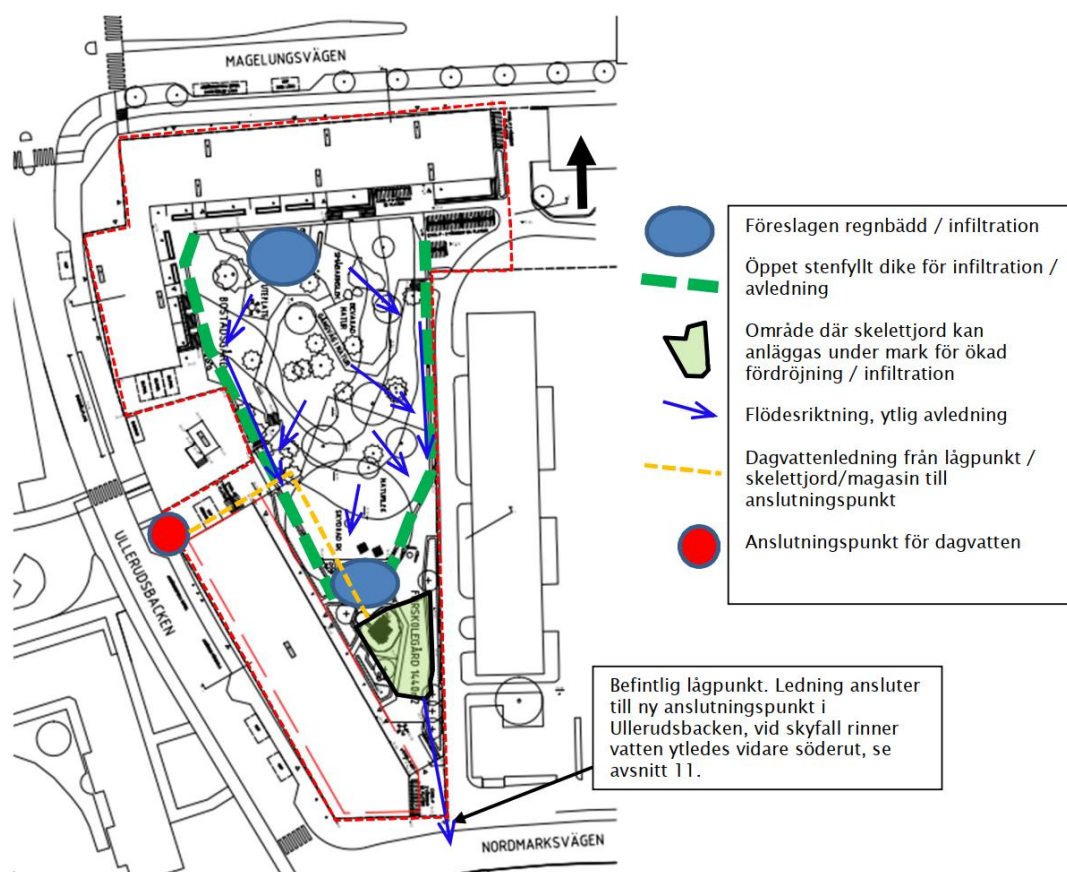 MAGELUNGSVÄGEN
Föreslagen regnbädd / infiltration
Öppet stenfyllt dike för infiltration /
avledning
Område där skelettjord kan
anläggas under mark för ökad
fördröjning / infiltration
Flödesriktning, ytlig avledning
Dagvattenledning från lågpunkt /
skelettjord/magasin till
anslutningspunkt
Anslutningspunkt för dagvatten
ULLERUDSBACKEN
Befintlig lågpunkt. Ledning ansluter
till ny anslutningspunkt i
Ullerudsbacken, vid skyfall rinner
vatten ytledes vidare söderut, se
avsnitt 11.
NORDMARKSVÄGEN